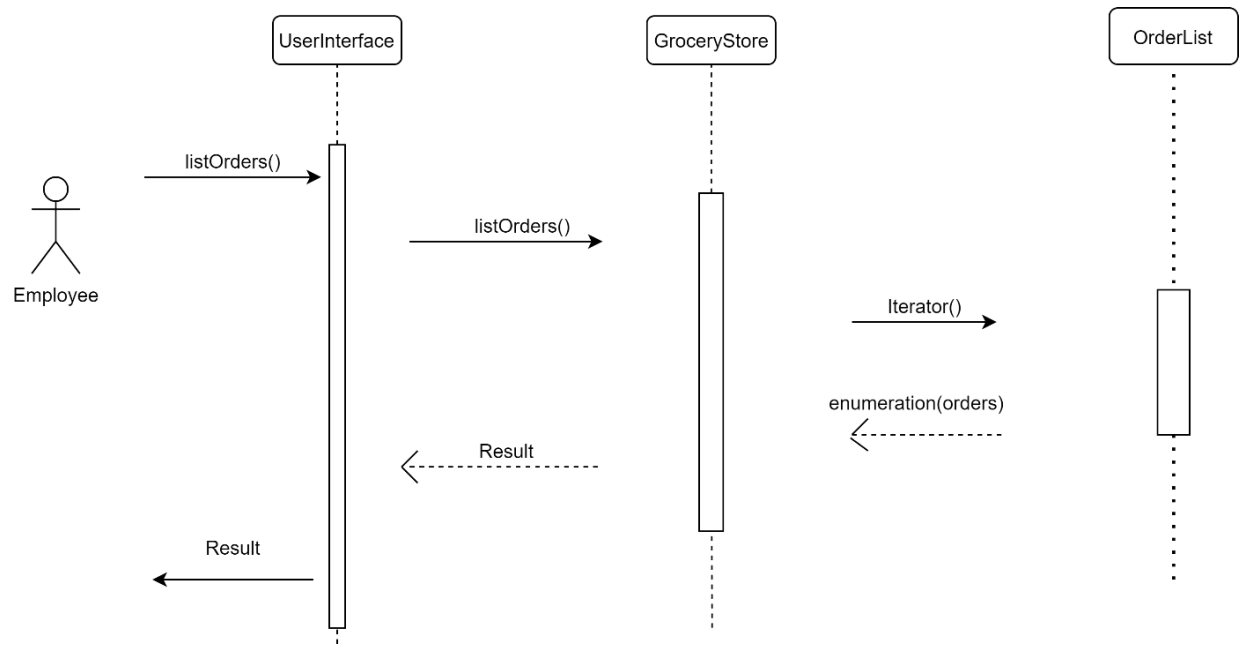 UserInterface
GroceryStore
OrderList
listOrders()
Employee
listOrders()
Iterator()
enumeration(orders)
Result
Result